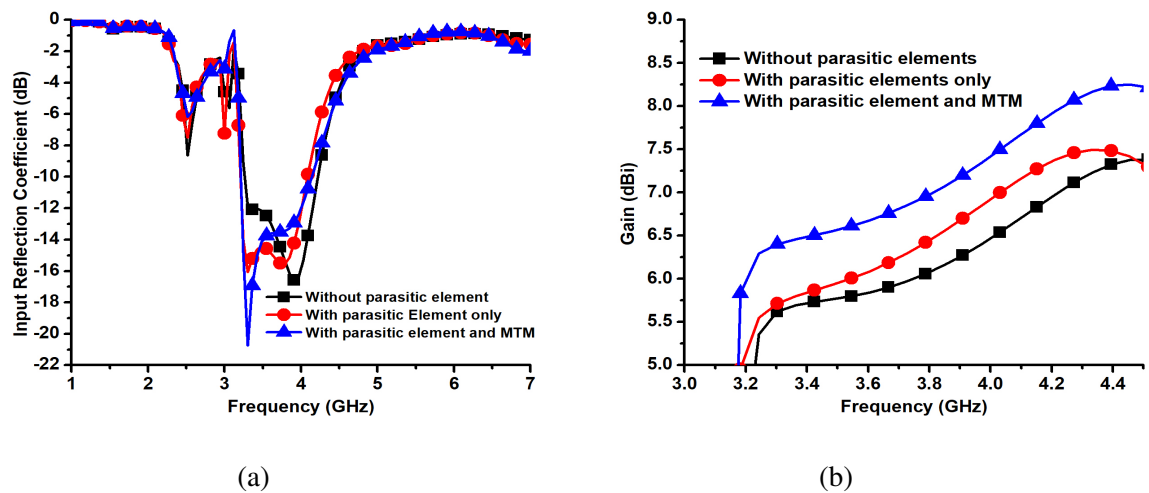 0
-2
-4
-6
-8
-10
-12
-14
-16
-18
-20
-22
Input Reflection Coefficient (dB)
Without parasitic element
With parasitic Element only
With parasitic element and MTM
1 2 3 4 5 6 7
Frequency (GHz)
(a)
9.0
8.5
8.0
7.5
7.0
6.5
6.0
5.5
5.0
Gain (dBi)
Without parasitic elements
With parasitic elements only
With parasitic element and MTM
3.0 3.2 3.4 3.6 3.8 4.0 4.2 4.4
Frequency (GHz)
(b)